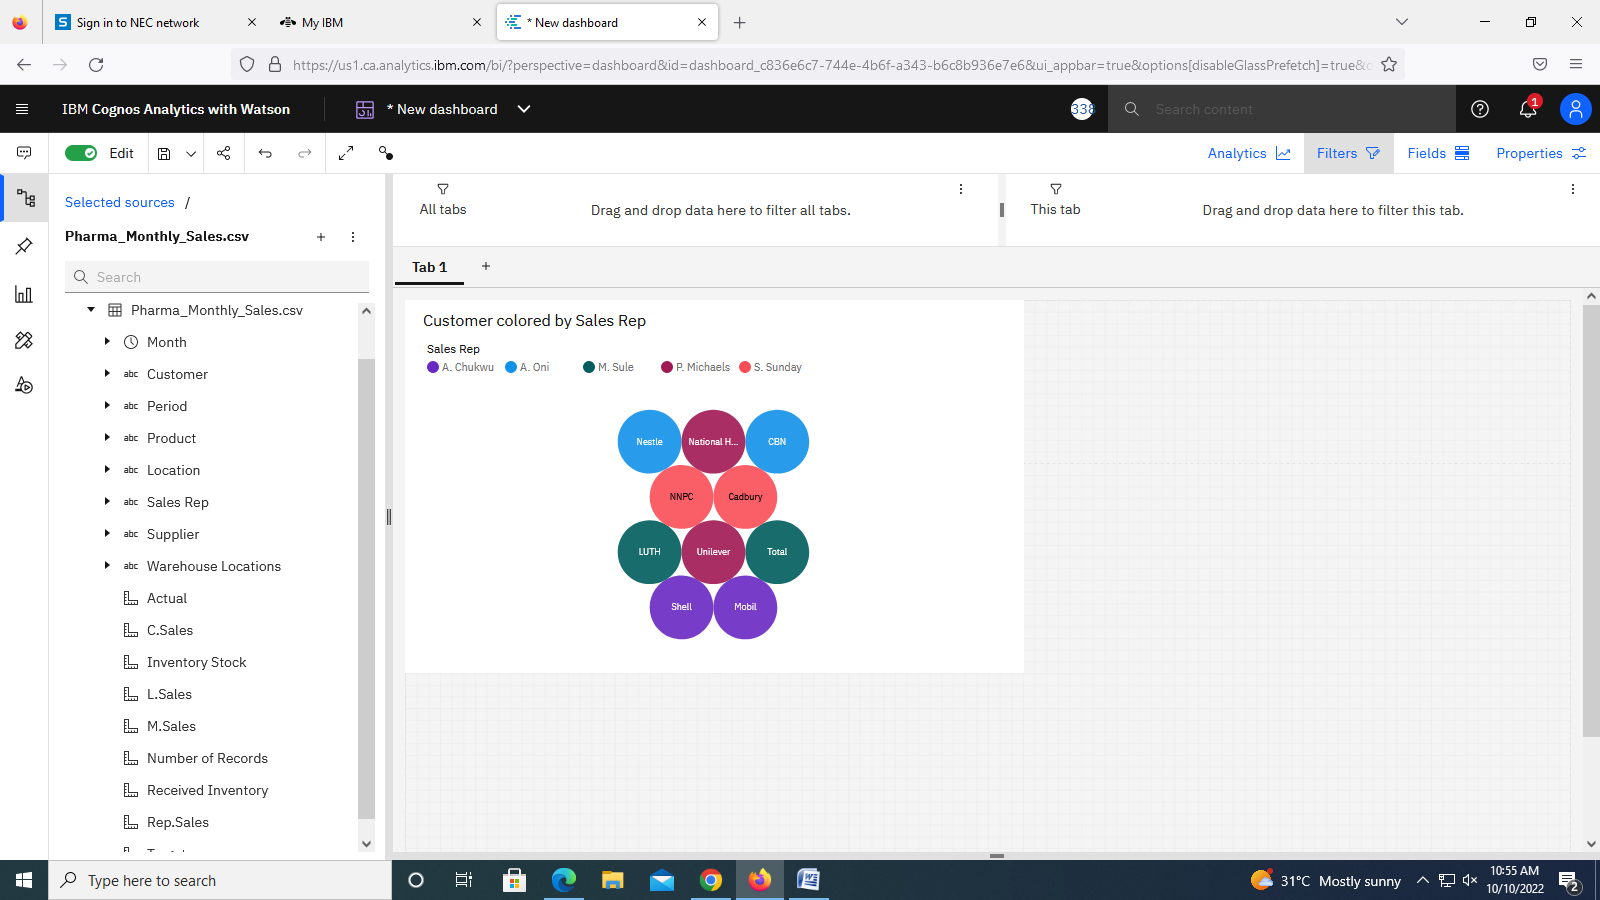 Sign in to NEC network
My IBM
* New dashboard
https://us1.ca.analytics.ibm.com/bi/?perspective=dashboard&id=dashboard_c836e6c7-744e-4b6f-a343-b6c8b936e7e6&ui_appbar=true&options[disableGlassPrefetch]=true&
IBM Cognos Analytics with Watson
* New dashboard
338
Search content
1
Edit
Analytics
Filters
Fields
Properties
Selected sources /
Pharma_Monthly_Sales.csv
Search
Pharma_Monthly_Sales.csv
Month
abc Customer
abc Period
abc Product
abc Location
abc Sales Rep
abc Supplier
abc Warehouse Locations
Actual
C.Sales
Inventory Stock
L.Sales
M.Sales
Number of Records
Received Inventory
Rep.Sales
All tabs
Drag and drop data here to filter all tabs.
This tab
Drag and drop data here to filter this tab.
Tab 1
Customer colored by Sales Rep
Sales Rep
A. Chukwu
A. Oni
M. Sule
P. Michaels
S. Sunday
Nestle
National H...
CBN
NNPC
Cadbury
LUTH
Unilever
Total
Shell
Mobil
Type here to search
31°C Mostly sunny
10:55 AM
10/10/2022
2